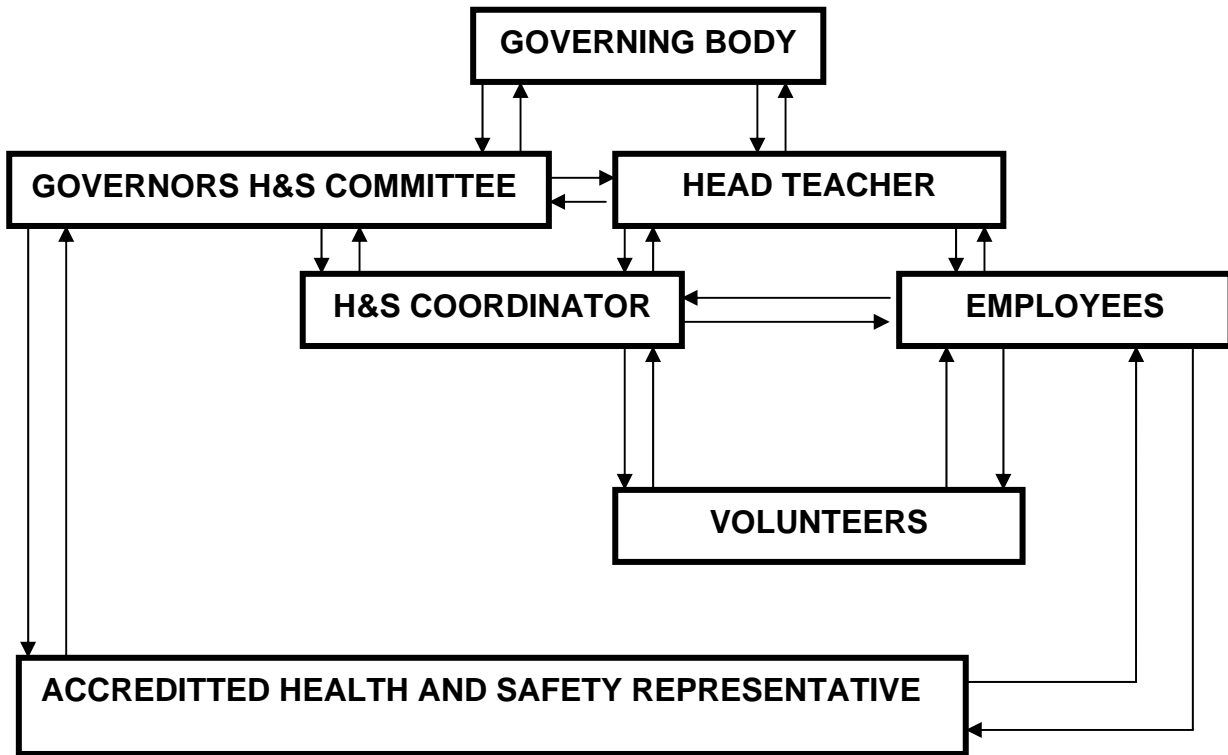 GOVERNING BODY
GOVERNORS H&S COMMITTEE
HEAD TEACHER
H&S COORDINATOR
EMPLOYEES
VOLUNTEERS
ACCREDITTED HEALTH AND SAFETY REPRESENTATIVE